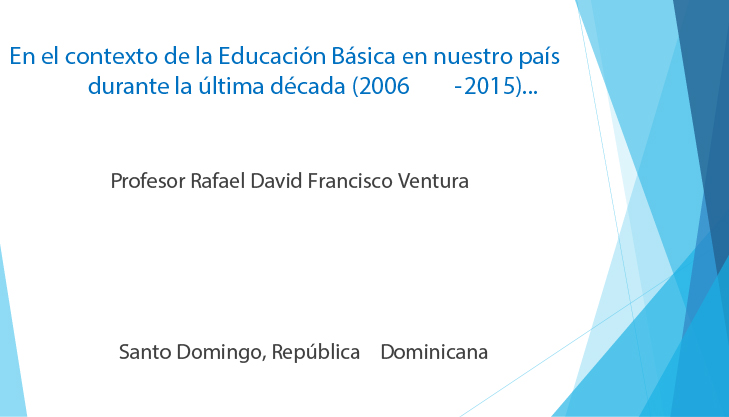 En el contexto de la Educación Básica en nuestro país
durante la última década (2006 -2015)...
Profesor Rafael David Francisco Ventura
Santo Domingo, República Dominicana